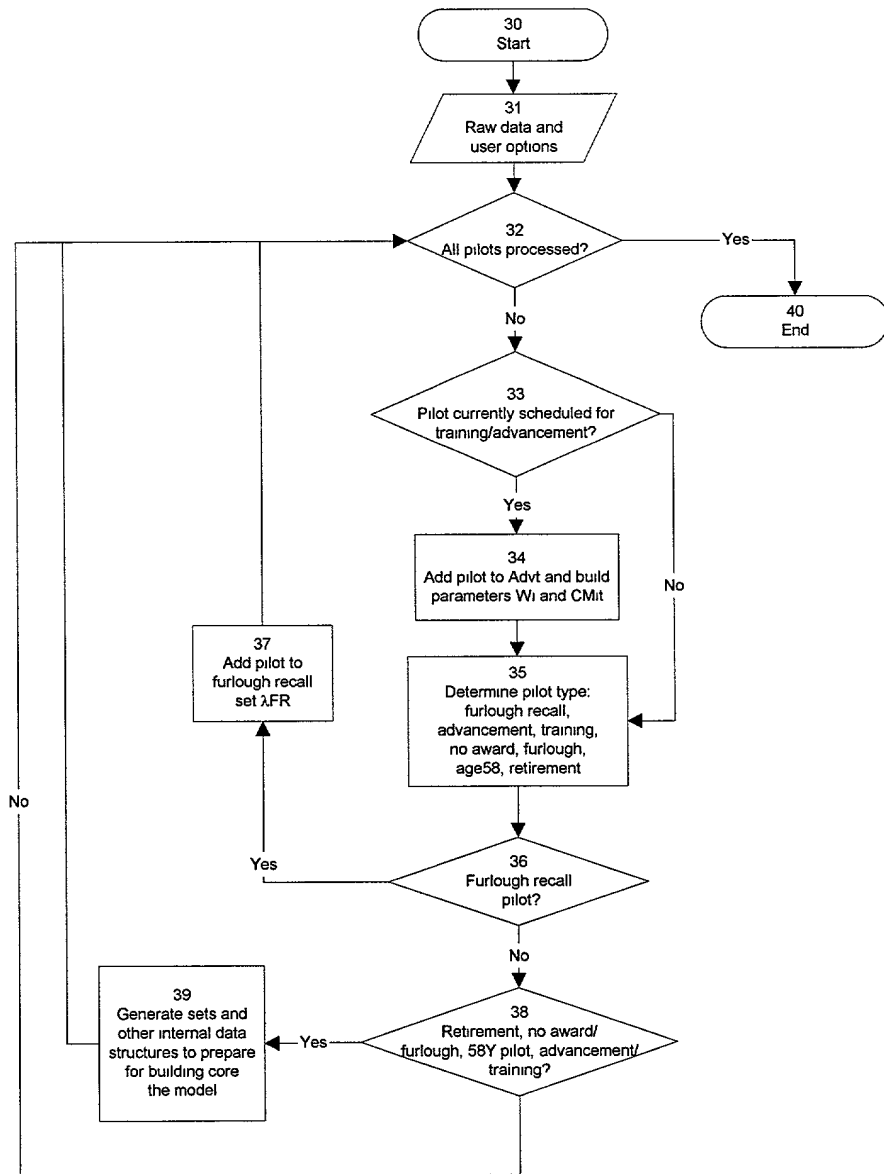 30
Start
31
Raw data and
user options
32
All pilots processed?
Yes
40
End
No
33
Pilot currently scheduled for
training/advancement?
Yes
No
34
Add pilot to Advt and build
parameters Wi and CMit
35
Determine pilot type:
furlough recall,
advancement, training,
no award, furlough,
age58, retirement
37
Add pilot to
furlough recall
set λFR
No
Yes
36
Furlough recall
pilot?
No
38
Retirement, no award/
furlough, 58Y pilot, advancement/
training?
Yes
39
Generate sets and
other internal data
structures to prepare
for building core
the model